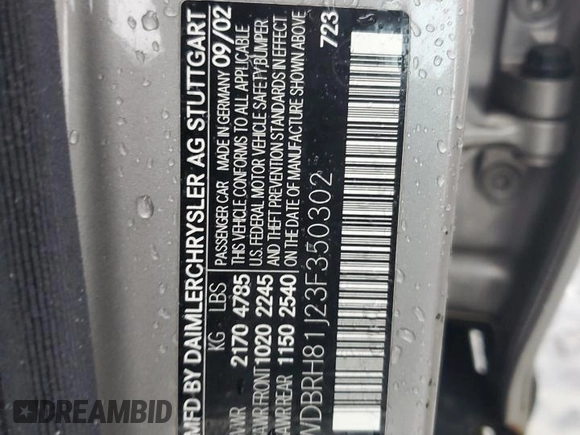 MFD BY DAIMLERCHRYSLER AG STUTTGART
PASSENGER CAR MADE IN GERMANY 09/02
KG LBS
2170 4785
GAWR FRONT 1020 2245
GAWR REAR 1150 2540
THIS VEHICLE CONFORMS TO ALL APPLICABLE
U.S. FEDERAL MOTOR VEHICLE SAFETY, BUMPER
AND THEFT PREVENTION STANDARDS IN EFFECT
ON THE DATE OF MANUFACTURE SHOWN ABOVE
723
WDBRH81J23F350302
DREAMBID